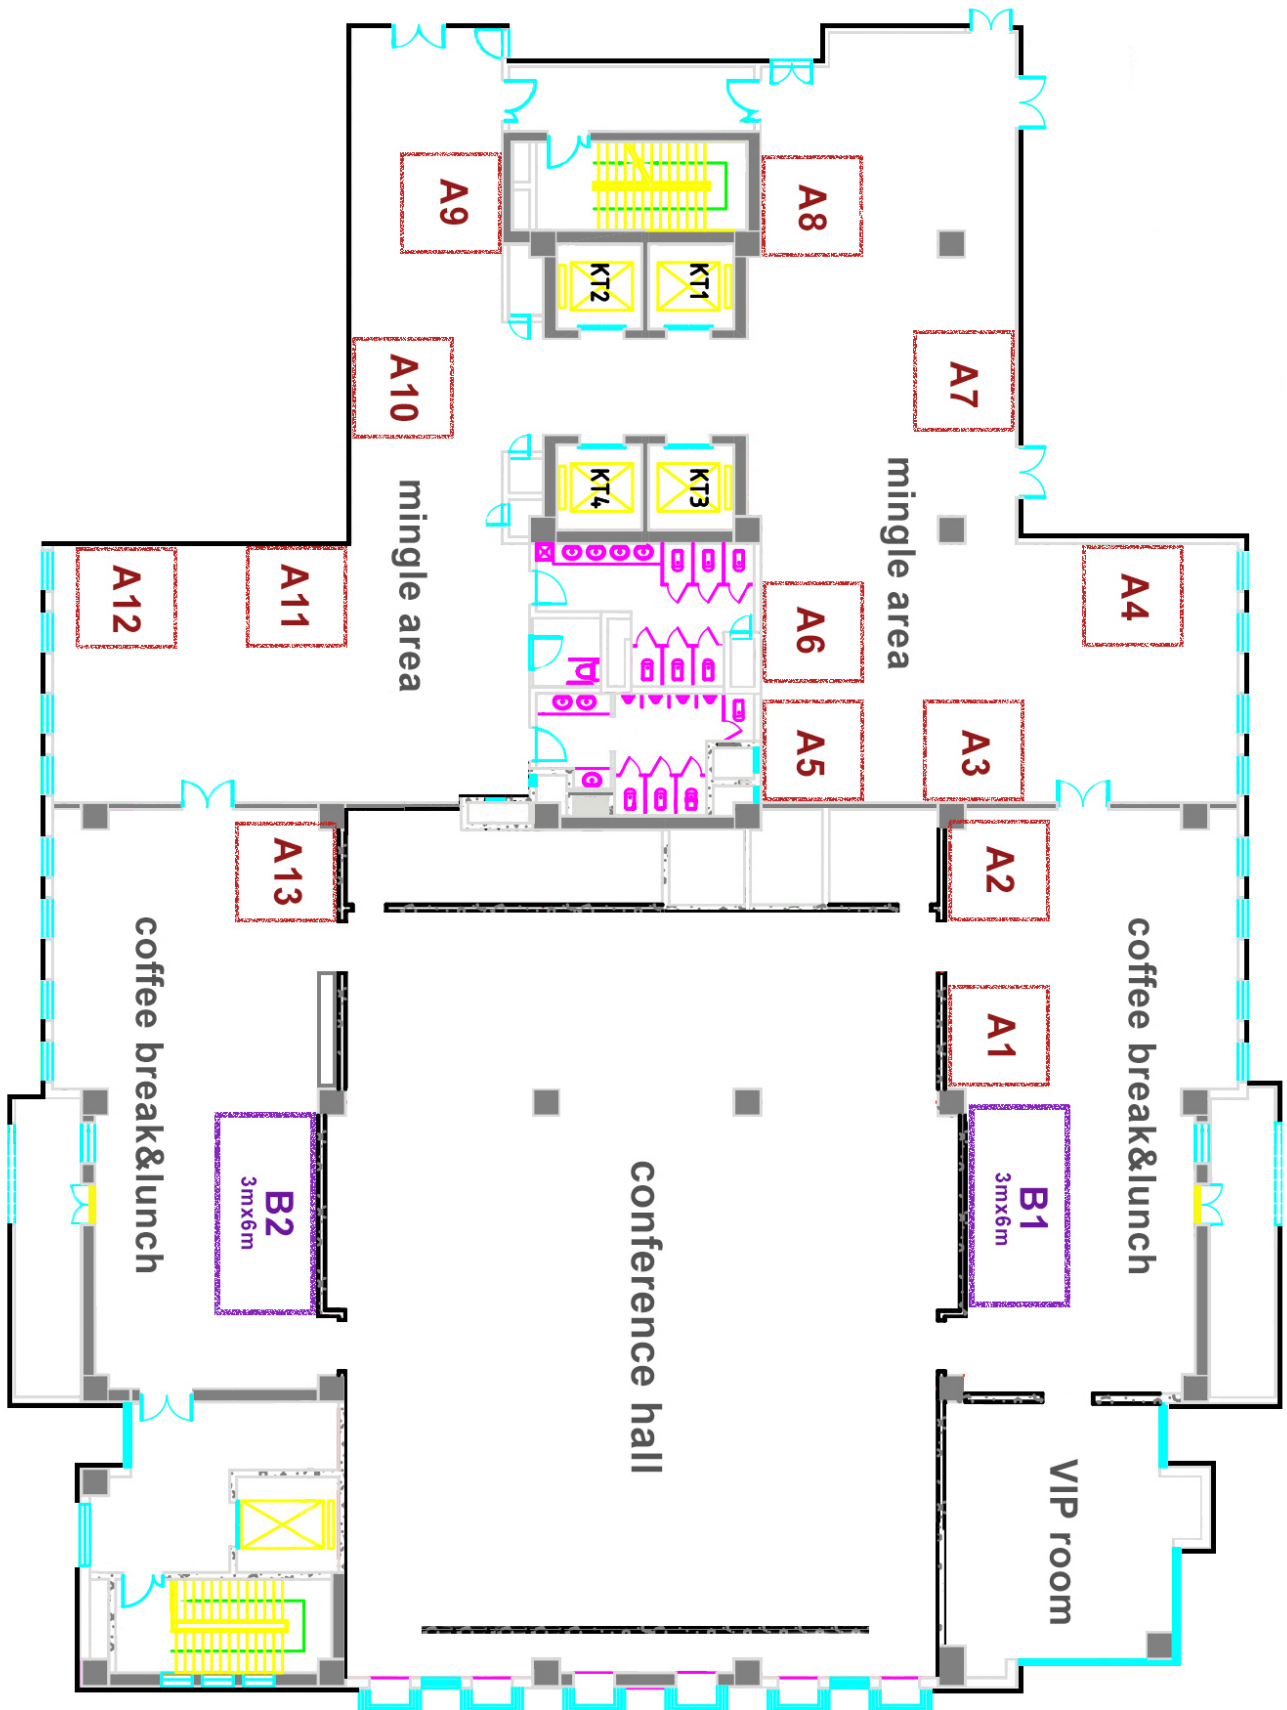 A9
A8
KT2
KT1
A10
A7
KT4
KT3
mingle area
mingle area
A12
A11
A6
A4
A5
A3
A13
A2
coffee break&lunch
coffee break&lunch
A1
B2
3mx6m
B1
3mx6m
conference hall
VIP room